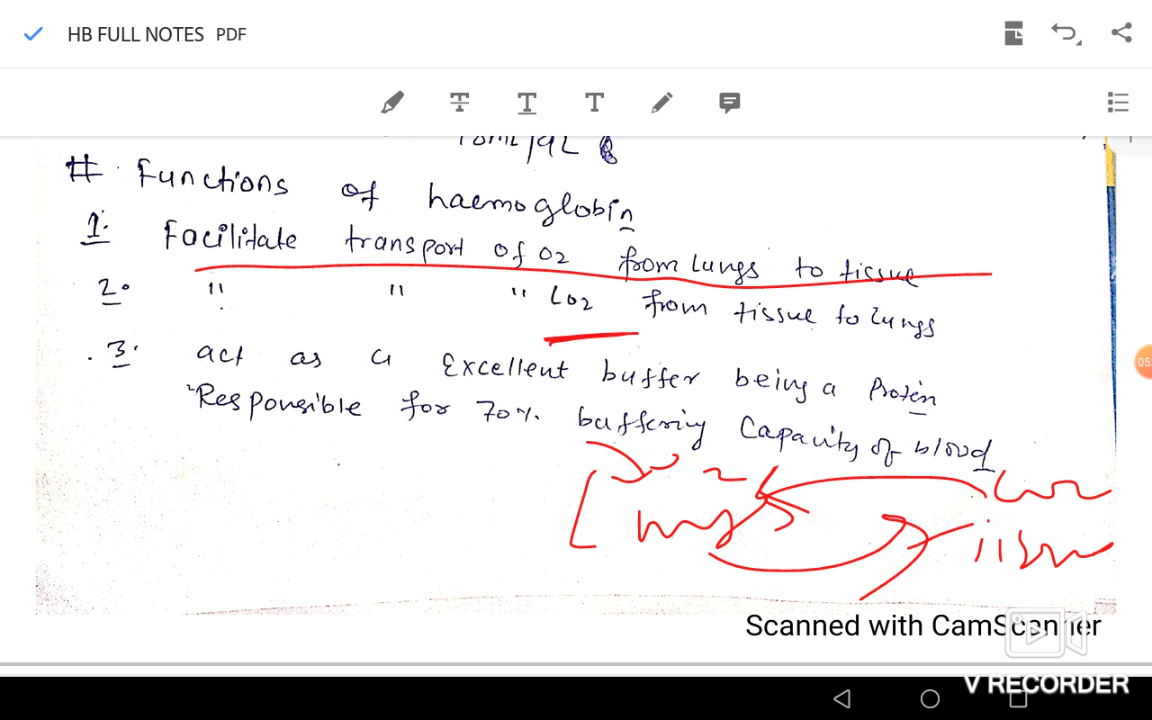 HB FULL NOTES PDF
# Functions of haemoglobin
1. Facilitate transport of O2 from lungs to tissue
2. " " " CO2 from tissue to lungs
3. act as a Excellent buffer being a Protein
Responsible for 70% buffering Capacity of blood
Scanned with CamScanner
V RECORDER